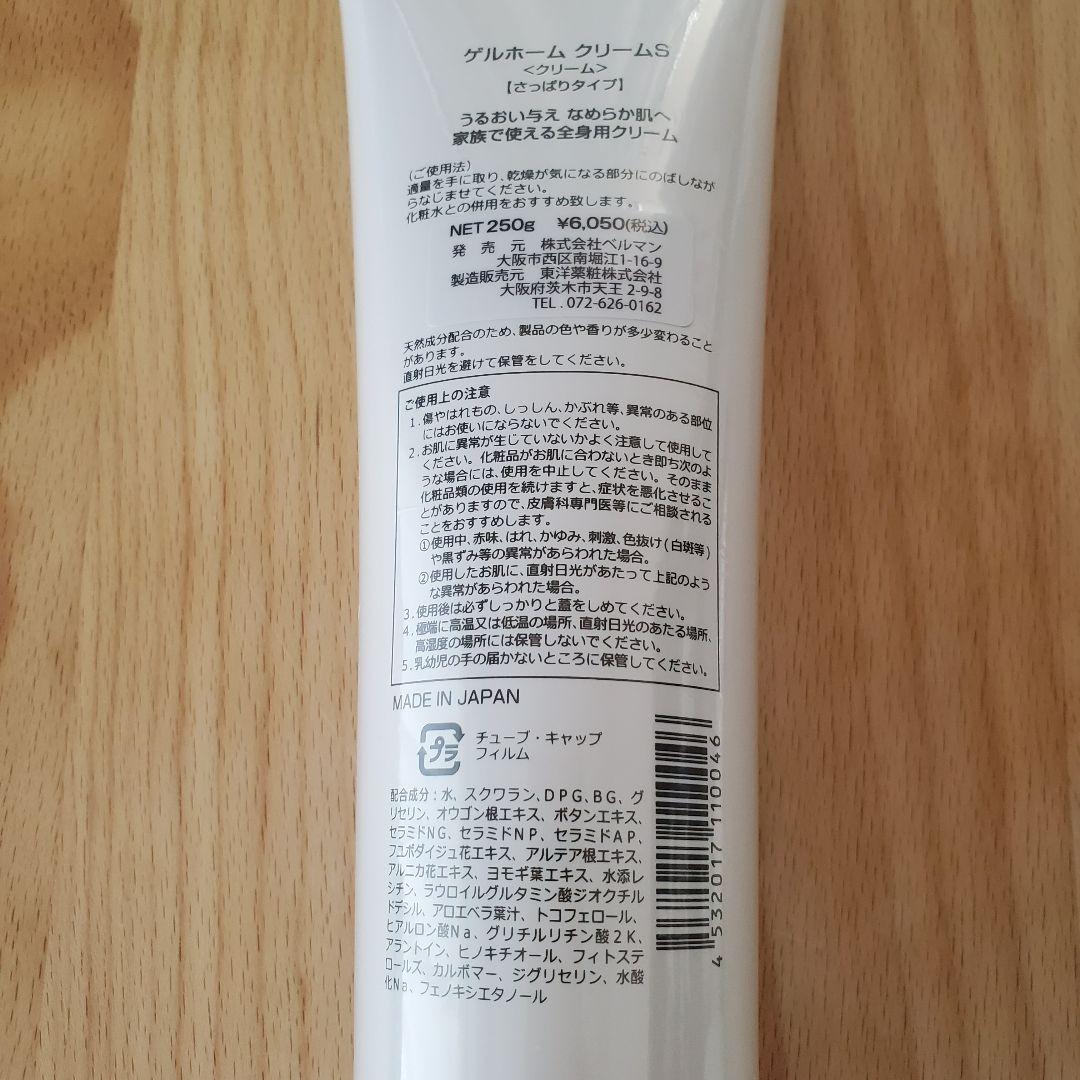 ゲルホーム クリームS
<クリーム>
【さっぱりタイプ】
うるおい与え なめらか肌へ
家族で使える全身用クリーム
(ご使用法)
適量を手に取り、乾燥が気になる部分にのばしなが
らなじませてください。
化粧水との併用をおすすめ致します。
NET 250g ¥6,050(税込)
発売元 株式会社ベルマン
大阪市西区南堀江1-16-9
製造販売元 東洋薬粧株式会社
大阪府茨木市天王 2-9-8
TEL . 072-626-0162
天然成分配合のため、製品の色や香りが多少変わること
があります。
直射日光を避けて保管をしてください。
ご使用上の注意
1.傷やはれもの、しっしん、かぶれ等、異常のある部位
にはお使いにならないでください。
2.お肌に異常が生じていないかよく注意して使用して
ください。化粧品がお肌に合わないとき即ち次のよ
うな場合には、使用を中止してください。そのまま
化粧品類の使用を続けますと、症状を悪化させるこ
とがありますので、皮膚科専門医等にご相談される
ことをおすすめします。
①使用中、赤味、はれ、かゆみ、刺激、色抜け(白斑等)
や黒ずみ等の異常があらわれた場合。
②使用したお肌に、直射日光があたって上記のよう
な異常があらわれた場合。
3.使用後は必ずしっかりと蓋をしめてください。
4.極端に高温又は低温の場所、直射日光のあたる場所、
高湿度の場所には保管しないでください。
5.乳幼児の手の届かないところに保管してください。
MADE IN JAPAN
プラ
チューブ・キャップ
フィルム
配合成分:水、スクワラン、DPG、BG、グ
リセリン、オウゴン根エキス、ボタンエキス、
セラミドNG、セラミドNP、セラミドAP、
フユボダイジュ花エキス、アルテア根エキス、
アルニカ花エキス、ヨモギ葉エキス、水添レ
シチン、ラウロイルグルタミン酸ジオクチル
ドデシル、アロエベラ葉汁、トコフェロール、
ヒアルロン酸Na、グリチルリチン酸2K、
アラントイン、ヒノキチオール、フィトステ
ロールズ、カルボマー、ジグリセリン、水酸
化Na、フェノキシエタノール
4 532017 110046